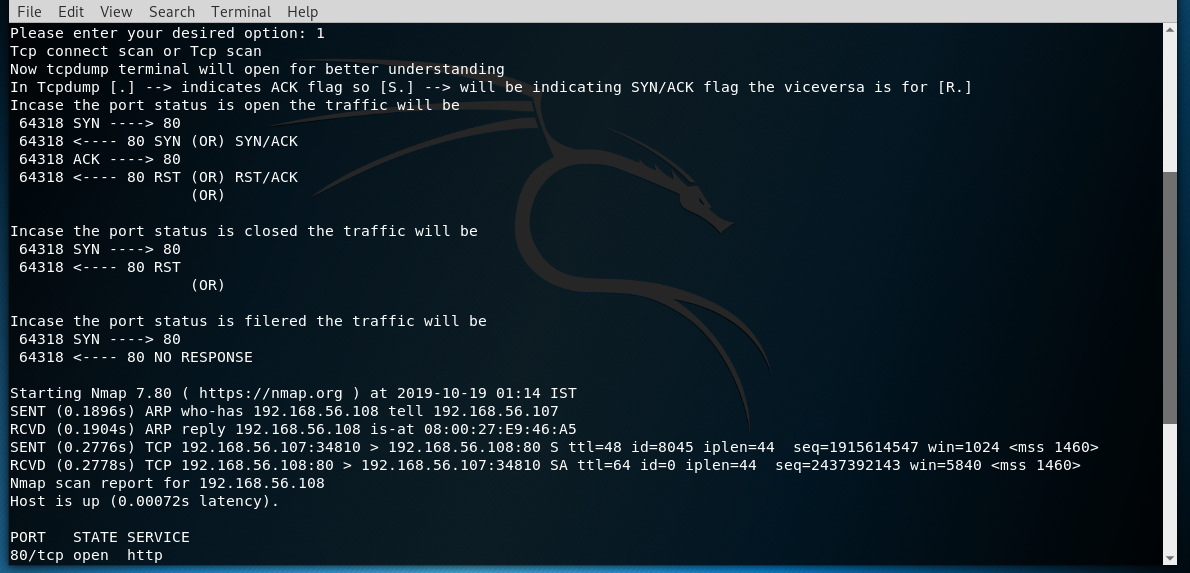 File Edit View Search Terminal Help
Please enter your desired option: 1
Tcp connect scan or Tcp scan
Now tcpdump terminal will open for better understanding
In Tcpdump [.] --> indicates ACK flag so [S.] --> will be indicating SYN/ACK flag the viceversa is for [R.]
Incase the port status is open the traffic will be
 64318 SYN ----> 80
 64318 <---- 80 SYN (OR) SYN/ACK
 64318 ACK ----> 80
 64318 <---- 80 RST (OR) RST/ACK
                    (OR)
Incase the port status is closed the traffic will be
 64318 SYN ----> 80
 64318 <---- 80 RST
                    (OR)
Incase the port status is filered the traffic will be
 64318 SYN ----> 80
 64318 <---- 80 NO RESPONSE
Starting Nmap 7.80 ( https://nmap.org ) at 2019-10-19 01:14 IST
SENT (0.1896s) ARP who-has 192.168.56.108 tell 192.168.56.107
RCVD (0.1904s) ARP reply 192.168.56.108 is-at 08:00:27:E9:46:A5
SENT (0.2776s) TCP 192.168.56.107:34810 > 192.168.56.108:80 S ttl=48 id=8045 iplen=44  seq=1915614547 win=1024 <mss 1460>
RCVD (0.2778s) TCP 192.168.56.108:80 > 192.168.56.107:34810 SA ttl=64 id=0 iplen=44  seq=2437392143 win=5840 <mss 1460>
Nmap scan report for 192.168.56.108
Host is up (0.00072s latency).
PORT   STATE SERVICE
80/tcp open  http